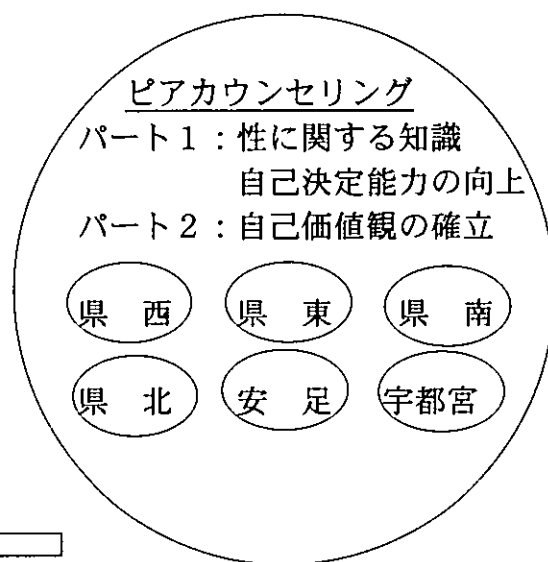 ピアカウンセリング
パート1：性に関する知識
自己決定能力の向上
パート2：自己価値観の確立
県　西　県　東　県　南
県　北　安　足　宇都宮